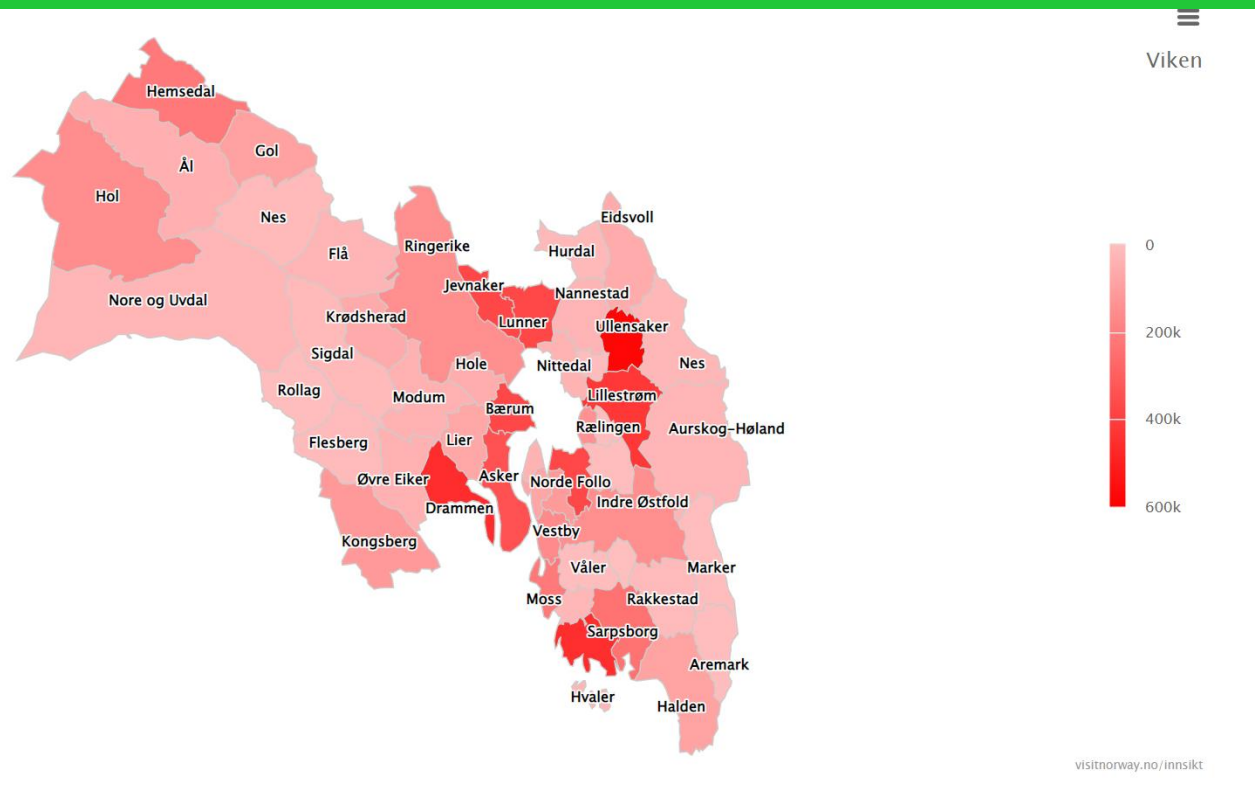 Viken
Hemsedal
Gol
Ål
Hol
Nes
Eidsvoll
Ringerike
Hurdal
Flå
0
Jevnaker
Nannestad
Nore og Uvdal
Krødsherad
Lunner
Ullensaker
200k
Sigdal
Hole
Nittedal
Nes
Rollag
Modum
Lillestrøm
Bærum
400k
Rælingen
Aurskog-Høland
Flesberg
Lier
Øvre Eiker
Asker
Norde Follo
Indre Østfold
Drammen
600k
Vestby
Kongsberg
Våler
Marker
Moss
Rakkestad
Sarpsborg
Aremark
Hvaler
Halden
visitnorway.no/innsikt